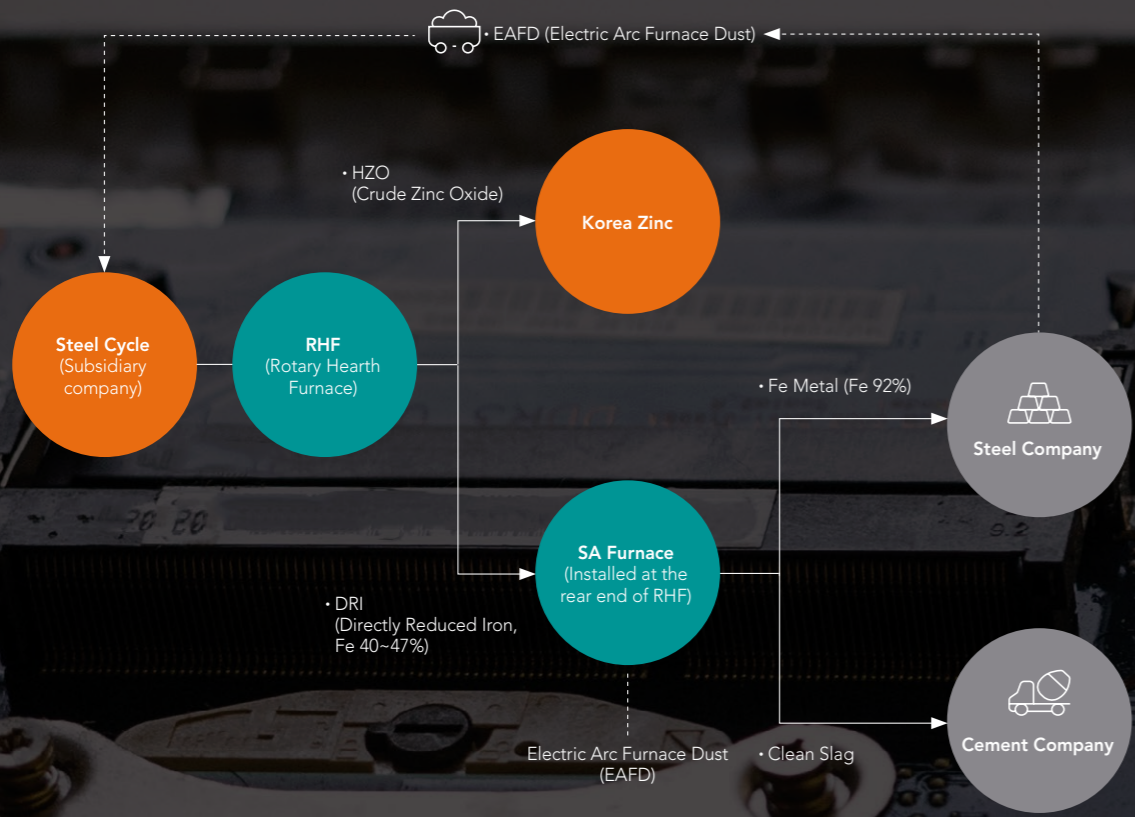 • EAFD (Electric Arc Furnace Dust)
• HZO
(Crude Zinc Oxide)
Korea Zinc
Steel Cycle
(Subsidiary
company)
RHF
(Rotary Hearth
Furnace)
• Fe Metal (Fe 92%)
Steel Company
SA Furnace
(Installed at the
rear end of RHF)
• DRI
(Directly Reduced Iron,
Fe 40~47%)
Electric Arc Furnace Dust
(EAFD)
• Clean Slag
Cement Company